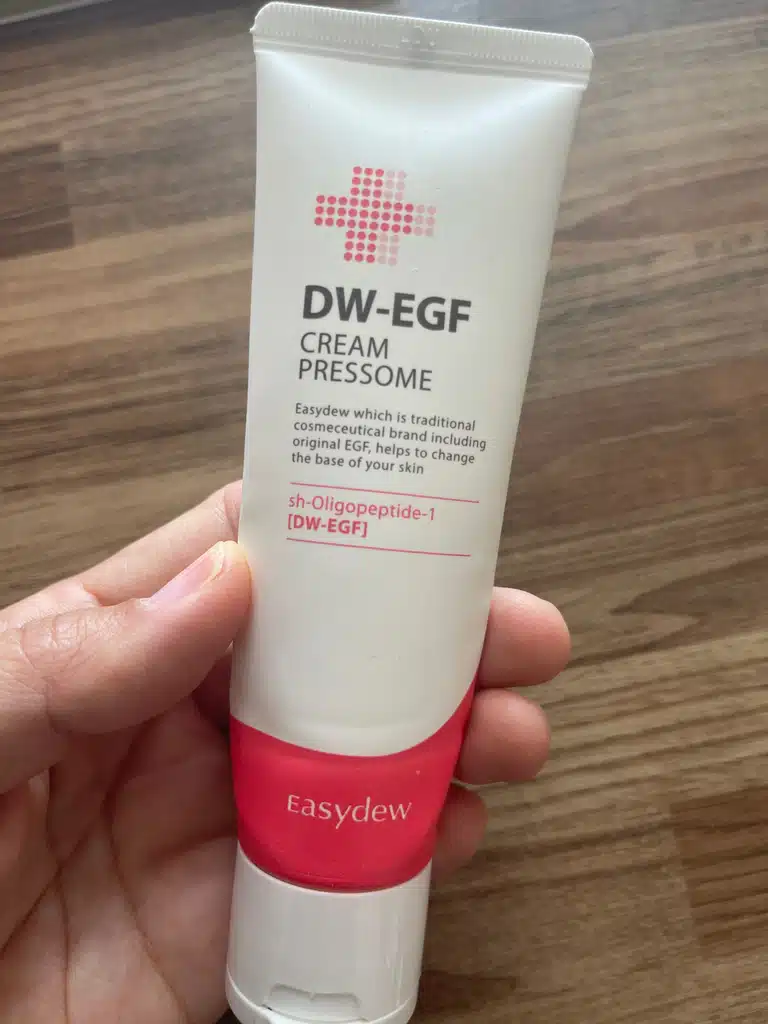 DW-EGF
CREAM
PRESSOME
Easydew which is traditional
cosmeceutical brand including
original EGF, helps to change
the base of your skin
sh-Oligopeptide-1
[DW-EGF]
Easydew